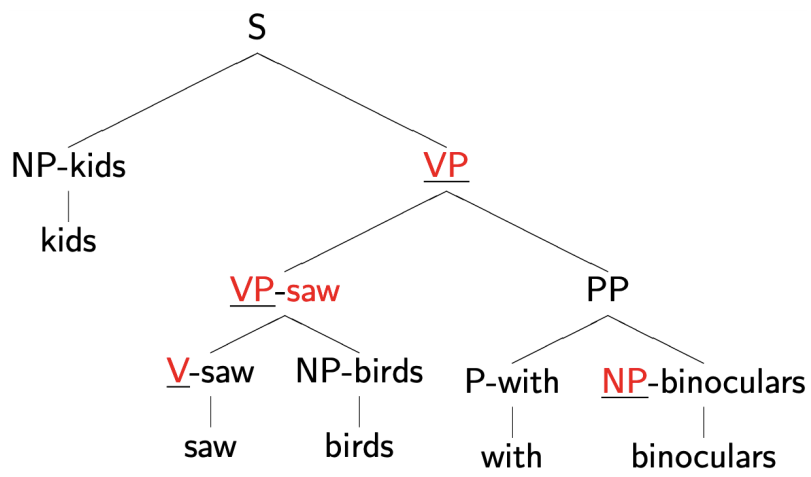 S
NP-kids VP
kids
VP-saw PP
V-saw NP-birds P-with NP-binoculars
saw birds with binoculars